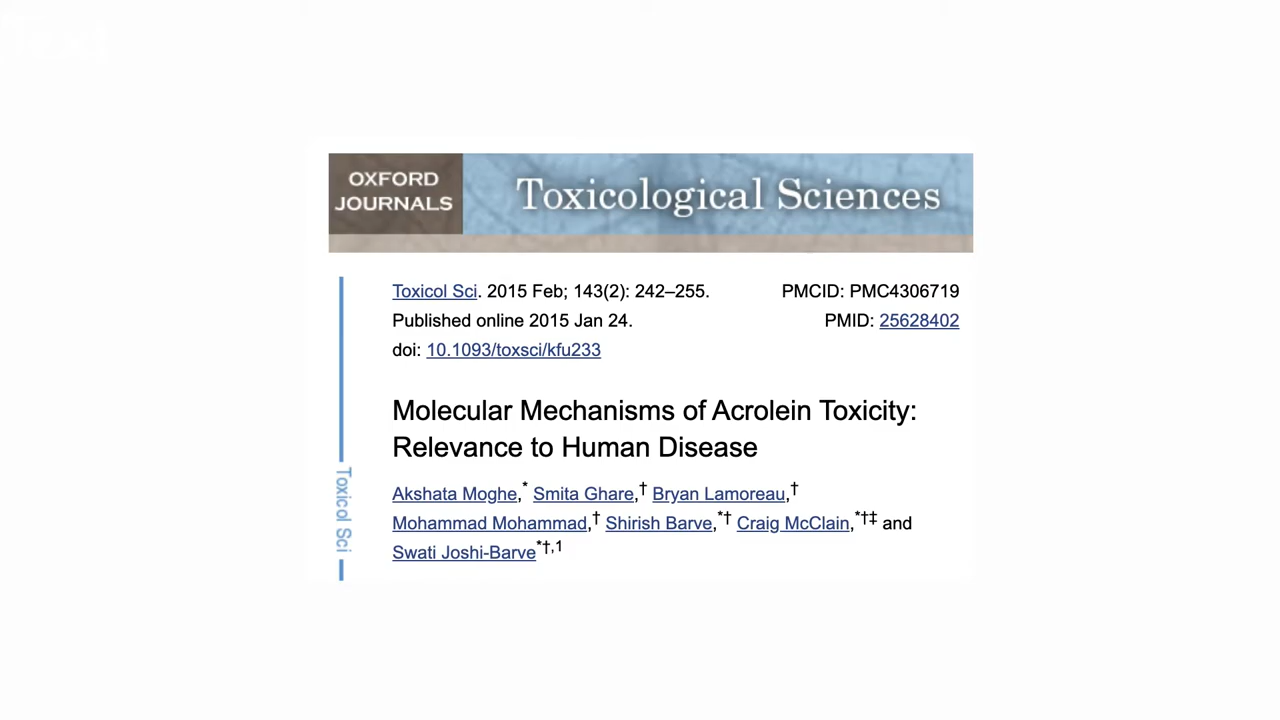 OXFORD
JOURNALS
Toxicological Sciences
Toxicol Sci. 2015 Feb; 143(2): 242–255.
PMCID: PMC4306719
Published online 2015 Jan 24.
PMID: 25628402
doi: 10.1093/toxsci/kfu233
Molecular Mechanisms of Acrolein Toxicity:
Relevance to Human Disease
Akshata Moghe,* Smita Ghare,† Bryan Lamoreau,†
Mohammad Mohammad,† Shirish Barve,*† Craig McClain,*†‡ and
Swati Joshi-Barve*†,1
Toxicol Sci